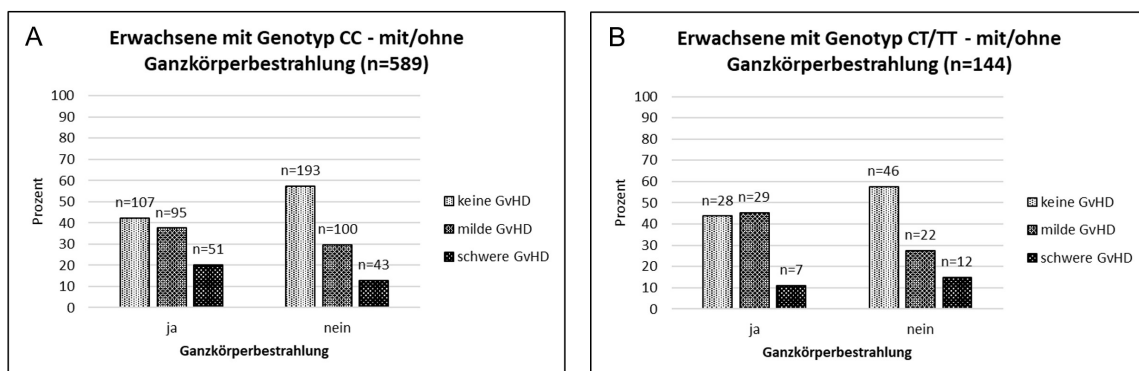 A
Erwachsene mit Genotyp CC - mit/ohne
Ganzkörperbestrahlung (n=589)
Prozent
100
90
80
70
60
50
40
30
20
10
0
n=107
n=95
n=51
n=193
n=100
n=43
ja
nein
Ganzkörperbestrahlung
keine GvHD
milde GvHD
schwere GvHD
B
Erwachsene mit Genotyp CT/TT - mit/ohne
Ganzkörperbestrahlung (n=144)
Prozent
100
90
80
70
60
50
40
30
20
10
0
n=28
n=29
n=7
n=46
n=22
n=12
ja
nein
Ganzkörperbestrahlung
keine GvHD
milde GvHD
schwere GvHD